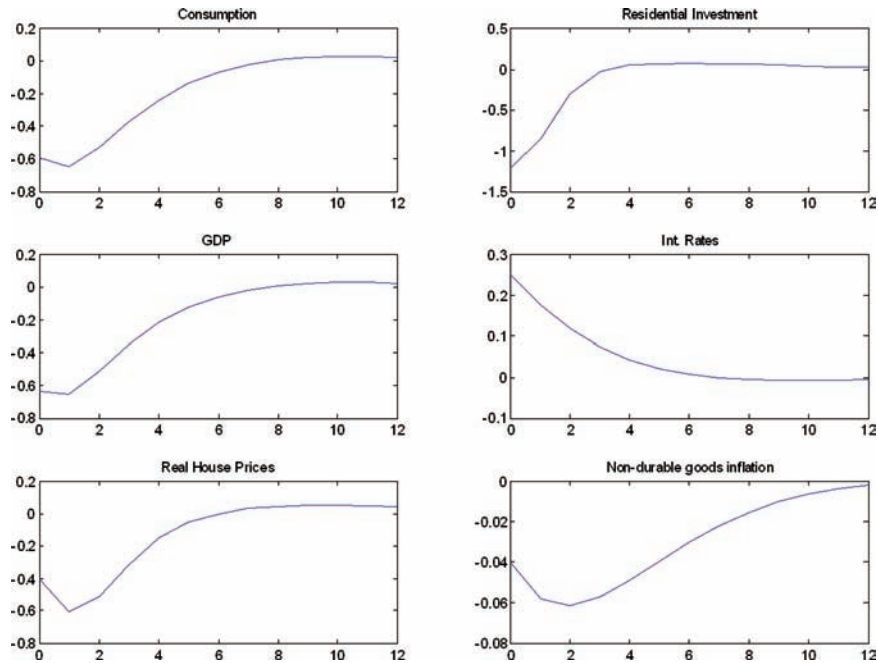 Consumption
0.2
0
-0.2
-0.4
-0.6
-0.8
0 2 4 6 8 10 12
Residential Investment
0.5
0
-0.5
-1
-1.5
0 2 4 6 8 10 12
GDP
0.2
0
-0.2
-0.4
-0.6
-0.8
0 2 4 6 8 10 12
Int. Rates
0.3
0.2
0.1
0
-0.1
0 2 4 6 8 10 12
Real House Prices
0.2
0
-0.2
-0.4
-0.6
-0.8
0 2 4 6 8 10 12
Non-durable goods inflation
0
-0.02
-0.04
-0.06
-0.08
0 2 4 6 8 10 12